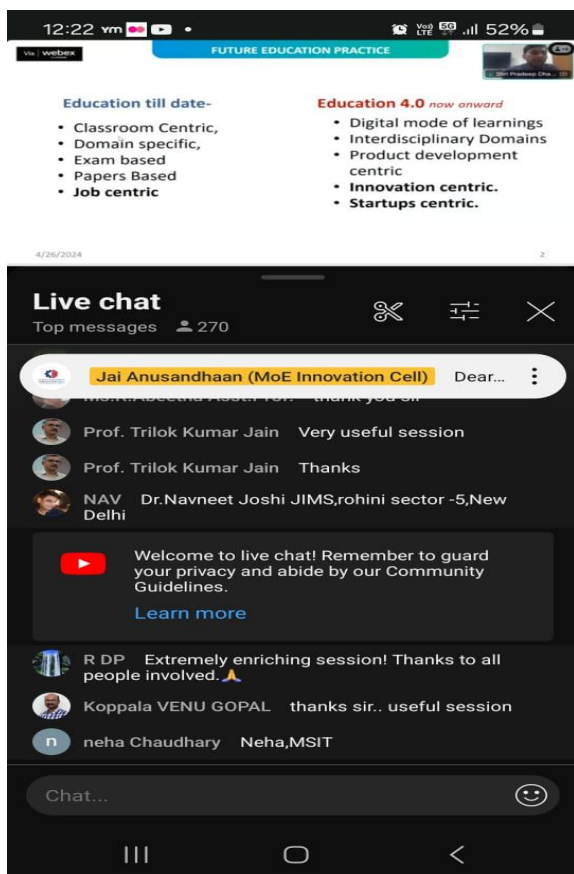 12:22 ym
Vo))
LTE 5G 52%
Via webex
FUTURE EDUCATION PRACTICE
Shri Pradeep Dha...
Education till date-
• Classroom Centric,
• Domain specific,
• Exam based
• Papers Based
• Job centric
Education 4.0 now onward
• Digital mode of learnings
• Interdisciplinary Domains
• Product development
centric
• Innovation centric.
• Startups centric.
4/26/2024
2
Live chat
Top messages 270
Jai Anusandhaan (MoE Innovation Cell) Dear...
thank you sir
Prof. Trilok Kumar Jain Very useful session
Prof. Trilok Kumar Jain Thanks
NAV Dr.Navneet Joshi JIMS,rohini sector -5,New
Delhi
Welcome to live chat! Remember to guard
your privacy and abide by our Community
Guidelines.
Learn more
R DP Extremely enriching session! Thanks to all
people involved.🙏
Koppala VENU GOPAL thanks sir.. useful session
n neha Chaudhary Neha,MSIT
Chat...